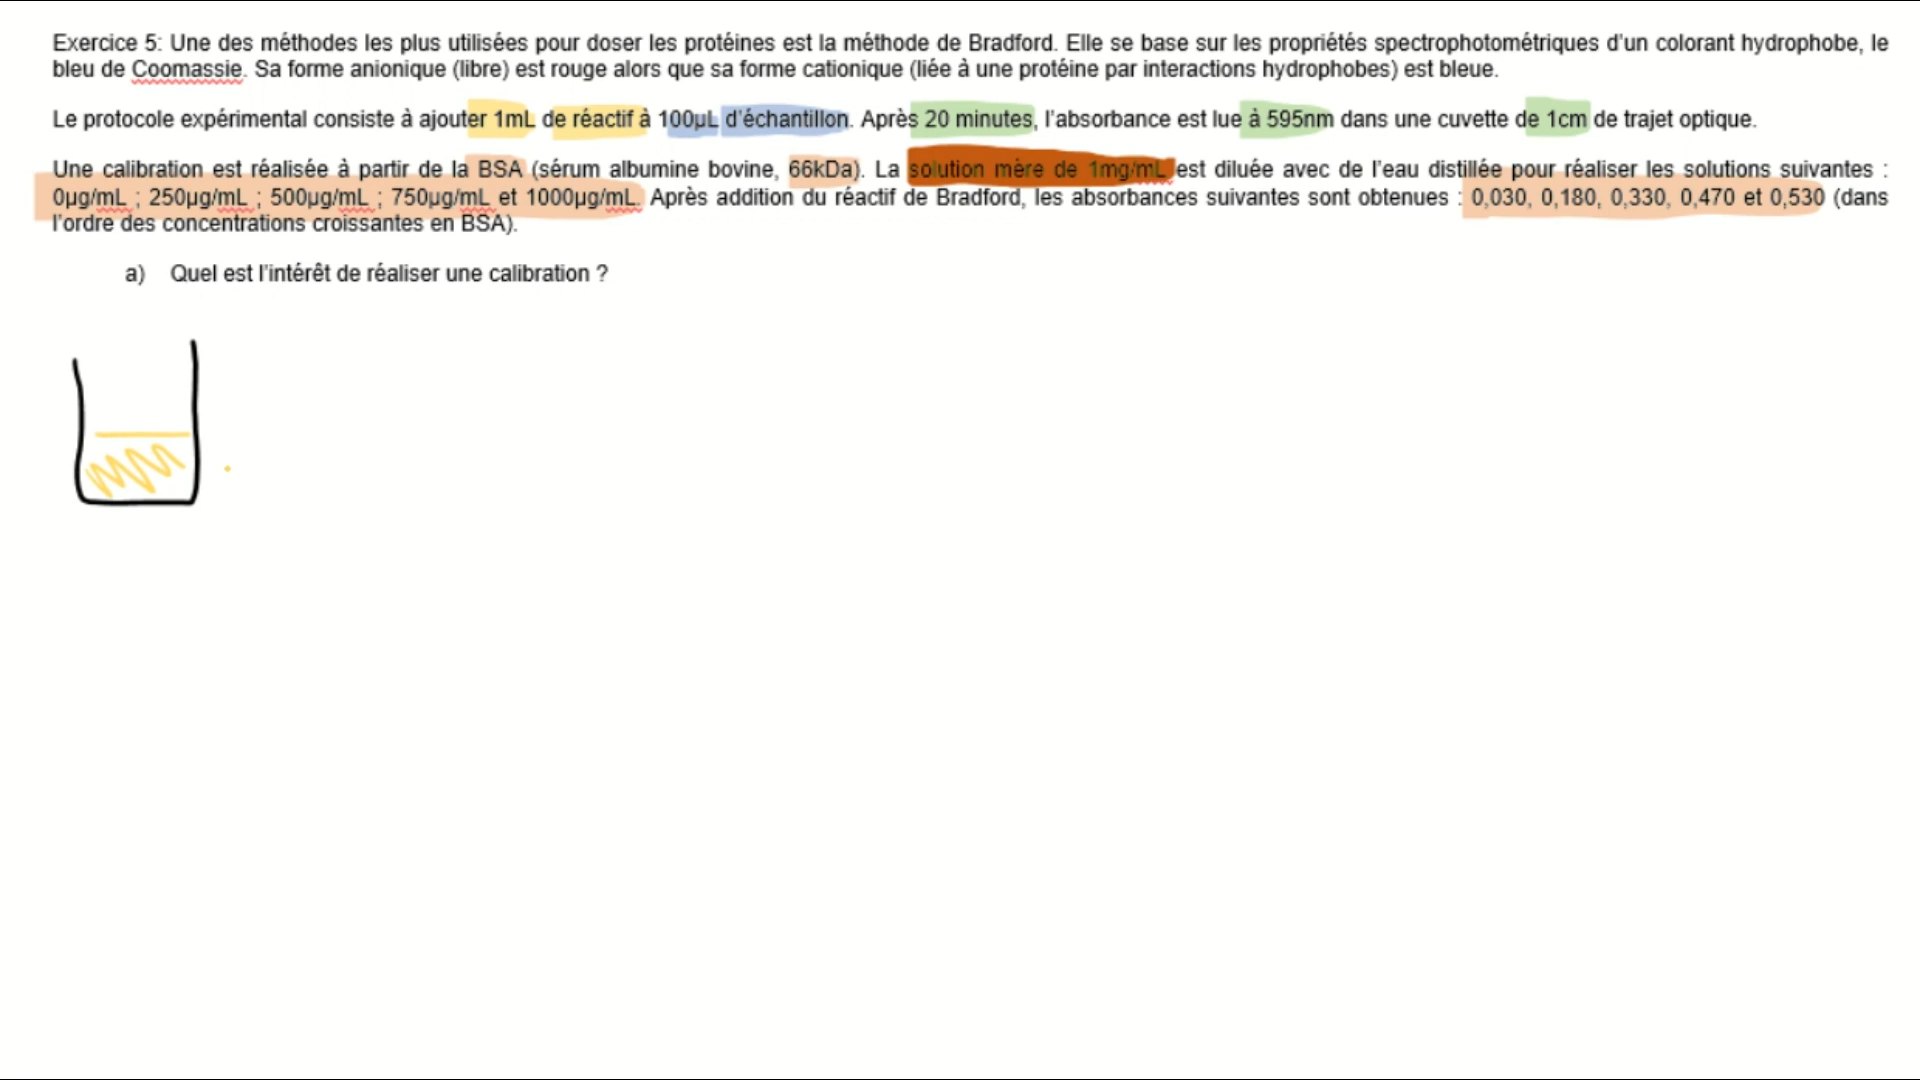 Exercice 5: Une des méthodes les plus utilisées pour doser les protéines est la méthode de Bradford. Elle se base sur les propriétés spectrophotométriques d'un colorant hydrophobe, le
bleu de Coomassie. Sa forme anionique (libre) est rouge alors que sa forme cationique (liée à une protéine par interactions hydrophobes) est bleue.
Le protocole expérimental consiste à ajouter 1mL de réactif à 100µL d'échantillon. Après 20 minutes, l'absorbance est lue à 595nm dans une cuvette de 1cm de trajet optique.
Une calibration est réalisée à partir de la BSA (sérum albumine bovine, 66kDa). La solution mère de 1mg/mL est diluée avec de l'eau distillée pour réaliser les solutions suivantes :
0µg/mL ; 250µg/mL ; 500µg/mL ; 750µg/mL et 1000µg/mL. Après addition du réactif de Bradford, les absorbances suivantes sont obtenues : 0,030, 0,180, 0,330, 0,470 et 0,530 (dans
l'ordre des concentrations croissantes en BSA).
a) Quel est l'intérêt de réaliser une calibration ?